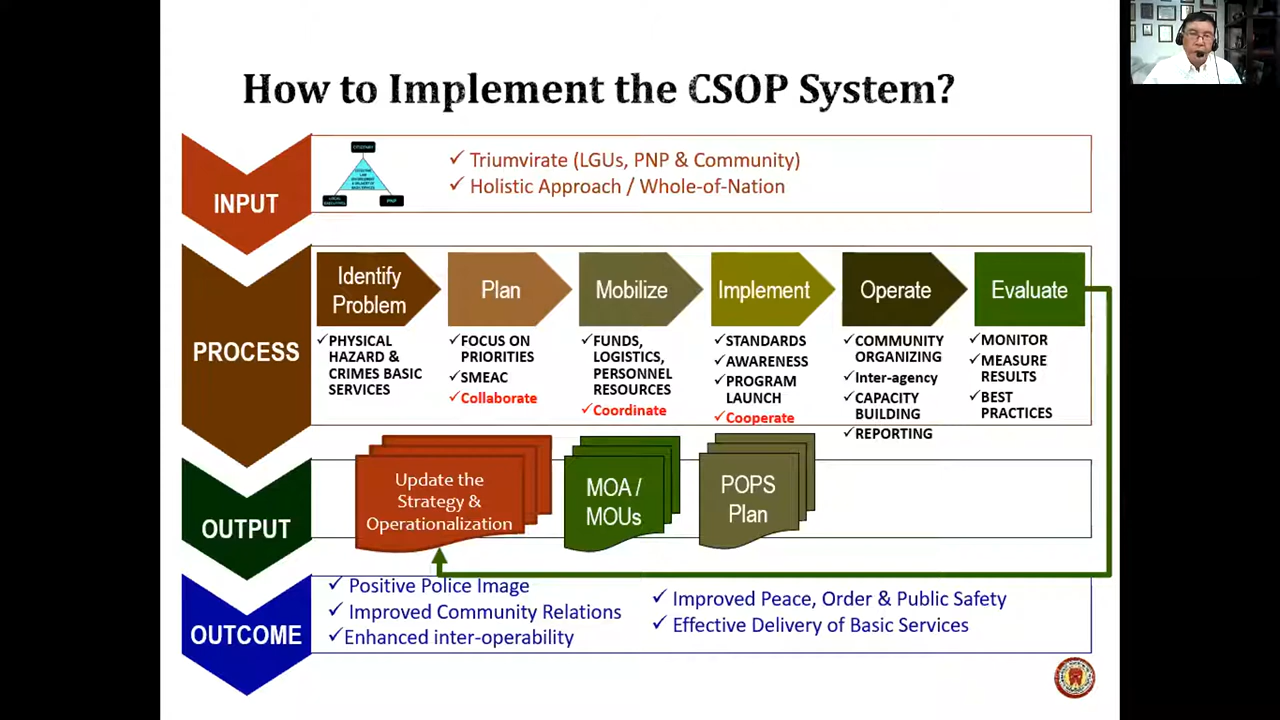 How to Implement the CSOP System?
INPUT
✓ Triumvirate (LGUs, PNP & Community)
✓ Holistic Approach / Whole-of-Nation
PROCESS
Identify
Problem
✓PHYSICAL
HAZARD &
CRIMES BASIC
SERVICES
Plan
✓FOCUS ON
PRIORITIES
✓SMEAC
✓Collaborate
Mobilize
✓FUNDS,
LOGISTICS,
PERSONNEL
RESOURCES
✓Coordinate
Implement
✓STANDARDS
✓AWARENESS
✓PROGRAM
LAUNCH
✓Cooperate
Operate
✓COMMUNITY
ORGANIZING
✓Inter-agency
✓CAPACITY
BUILDING
✓REPORTING
Evaluate
✓MONITOR
✓MEASURE
RESULTS
✓BEST
PRACTICES
OUTPUT
Update the
Strategy &
Operationalization
MOA /
MOUs
POPS
Plan
OUTCOME
✓ Positive Police Image
✓ Improved Community Relations
✓Enhanced inter-operability
✓ Improved Peace, Order & Public Safety
✓ Effective Delivery of Basic Services